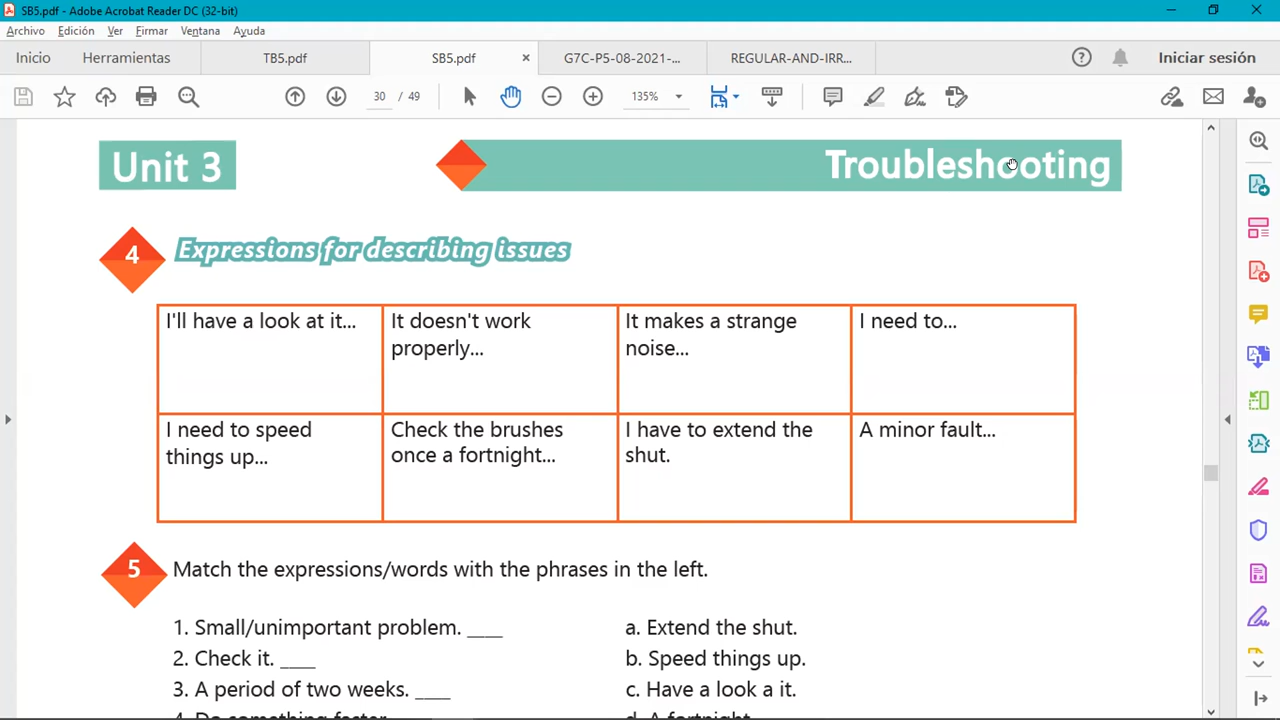 SB5.pdf - Adobe Acrobat Reader DC (32-bit)
Archivo Edición Ver Firmar Ventana Ayuda
Inicio Herramientas TB5.pdf SB5.pdf × G7C-P5-08-2021-... REGULAR-AND-IRR... Iniciar sesión
30 / 49 135%
Unit 3 Troubleshooting
4 Expressions for describing issues
I'll have a look at it... It doesn't work It makes a strange I need to...
properly... noise...
I need to speed Check the brushes I have to extend the A minor fault...
things up... once a fortnight... shut.
5 Match the expressions/words with the phrases in the left.
1. Small/unimportant problem. ____ a. Extend the shut.
2. Check it. ____ b. Speed things up.
3. A period of two weeks. ____ c. Have a look a it.
4. Do something faster. d. A fortnight